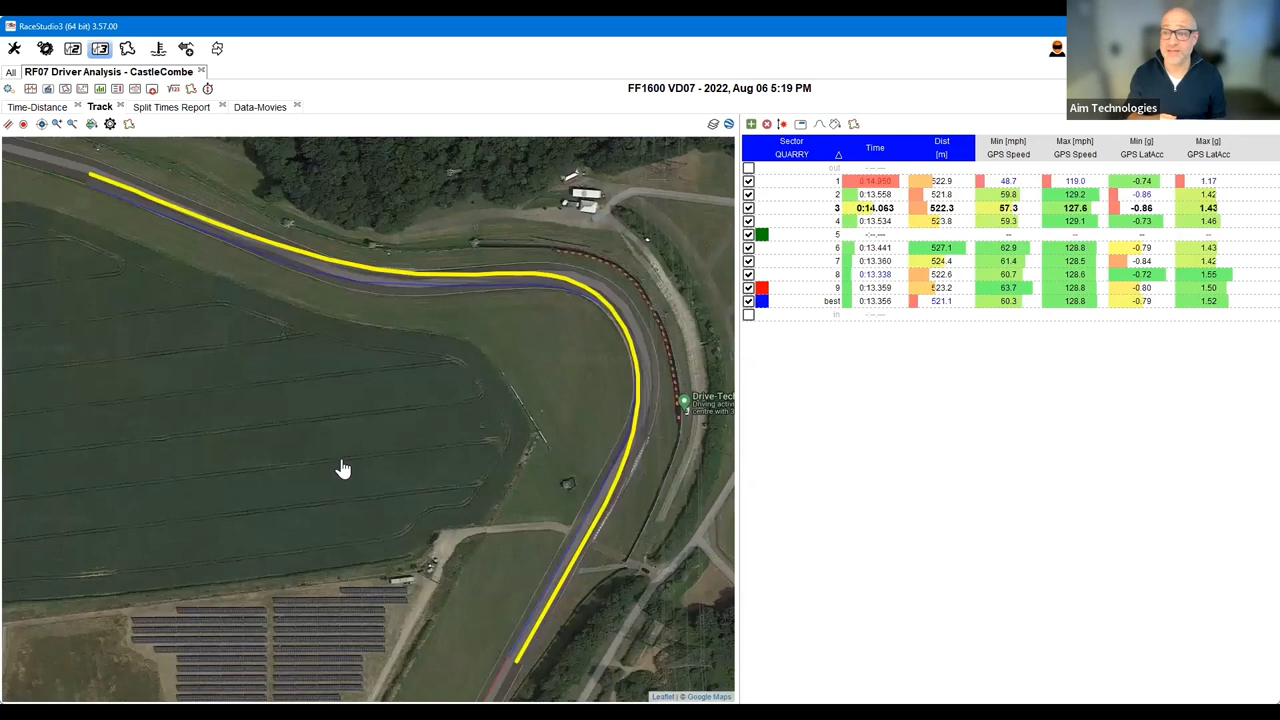 RaceStudio3 (64 bit) 3.57.00
All RF07 Driver Analysis - CastleCombe
FF1600 VD07 - 2022, Aug 06 5:19 PM
Time-Distance Track Split Times Report Data-Movies
Aim Technologies
Sector Time Dist Min [mph] Max [mph] Min [g] Max [g]
QUARRY [m] GPS Speed GPS Speed GPS LatAcc GPS LatAcc
out -:--.---
1 0:14.950 522.9 48.7 119.0 -0.74 1.17
2 0:13.558 521.8 59.8 129.2 -0.86 1.42
3 0:14.063 522.3 57.3 127.6 -0.86 1.43
4 0:13.534 523.8 59.3 129.1 -0.73 1.46
5 -:--.--- -- -- -- -- --
6 0:13.441 527.1 62.9 128.8 -0.79 1.43
7 0:13.360 524.4 61.4 128.5 -0.84 1.42
8 0:13.338 522.6 60.7 128.6 -0.72 1.55
9 0:13.359 523.2 63.7 128.8 -0.80 1.50
best 0:13.356 521.1 60.3 128.8 -0.79 1.52
in -:--.---
Drive-Tech
Driving activ
centre with 3
Leaflet | © Google Maps